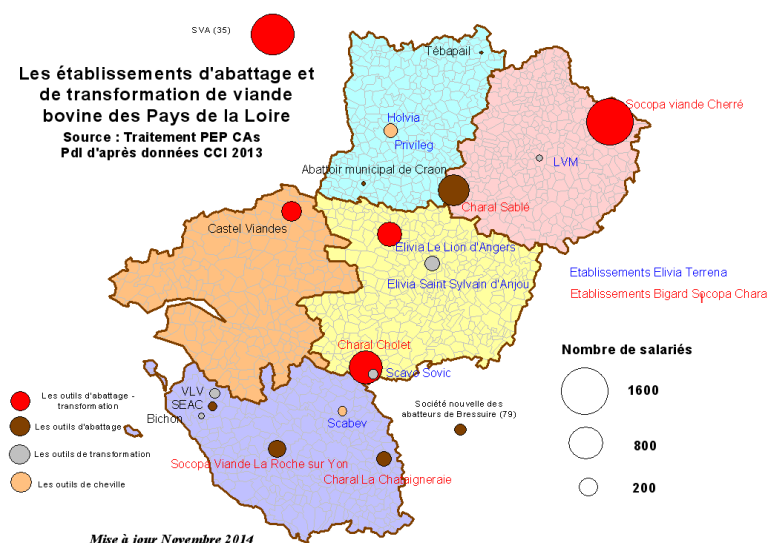 SVA (35)
Les établissements d'abattage et
de transformation de viande
bovine des Pays de la Loire
Source : Traitement PEP CAs
Pdl d'après données CCI 2013
Tébapail
Holvia
Privileg
Socopa viande Cherré
LVM
Abattoir municipal de Craon
Charal Sablé
Castel Viandes
Elivia Le Lion d'Angers
Elivia Saint Sylvain d'Anjou
Etablissements Elivia Terrena
Etablissements Bigard Socopa Chara
Charal Cholet
Scavo Sovic
Nombre de salariés
1600
800
200
VLV
SEAC
Bichon
Scabev
Société nouvelle des
abatteurs de Bressuire (79)
Socopa Viande La Roche sur Yon
Charal La Chataigneraie
Les outils d'abattage -
transformation
Les outils d'abattage
Les outils de transformation
Les outils de cheville
Mise à jour Novembre 2014